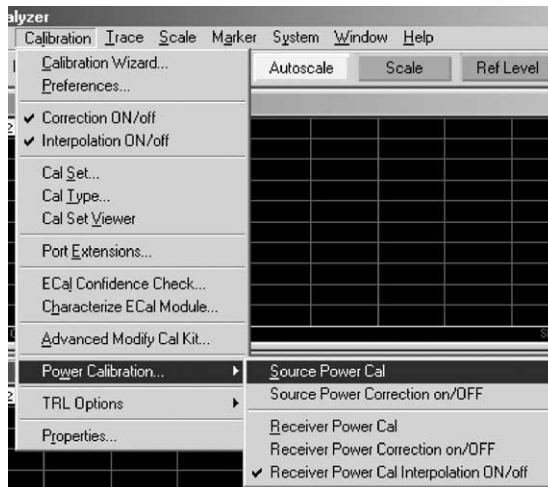 alyzer
Calibration Trace Scale Marker System Window Help
Calibration Wizard...
Autoscale Scale Ref Level
Preferences...
Correction ON/off
Interpolation ON/off
Cal Set...
Cal Type...
Cal Set Viewer
Port Extensions...
ECal Confidence Check...
Characterize ECal Module...
Advanced Modify Cal Kit...
Power Calibration...
Source Power Cal
Source Power Correction on/OFF
TRL Options
Receiver Power Cal
Properties...
Receiver Power Correction on/OFF
Receiver Power Cal Interpolation ON/off